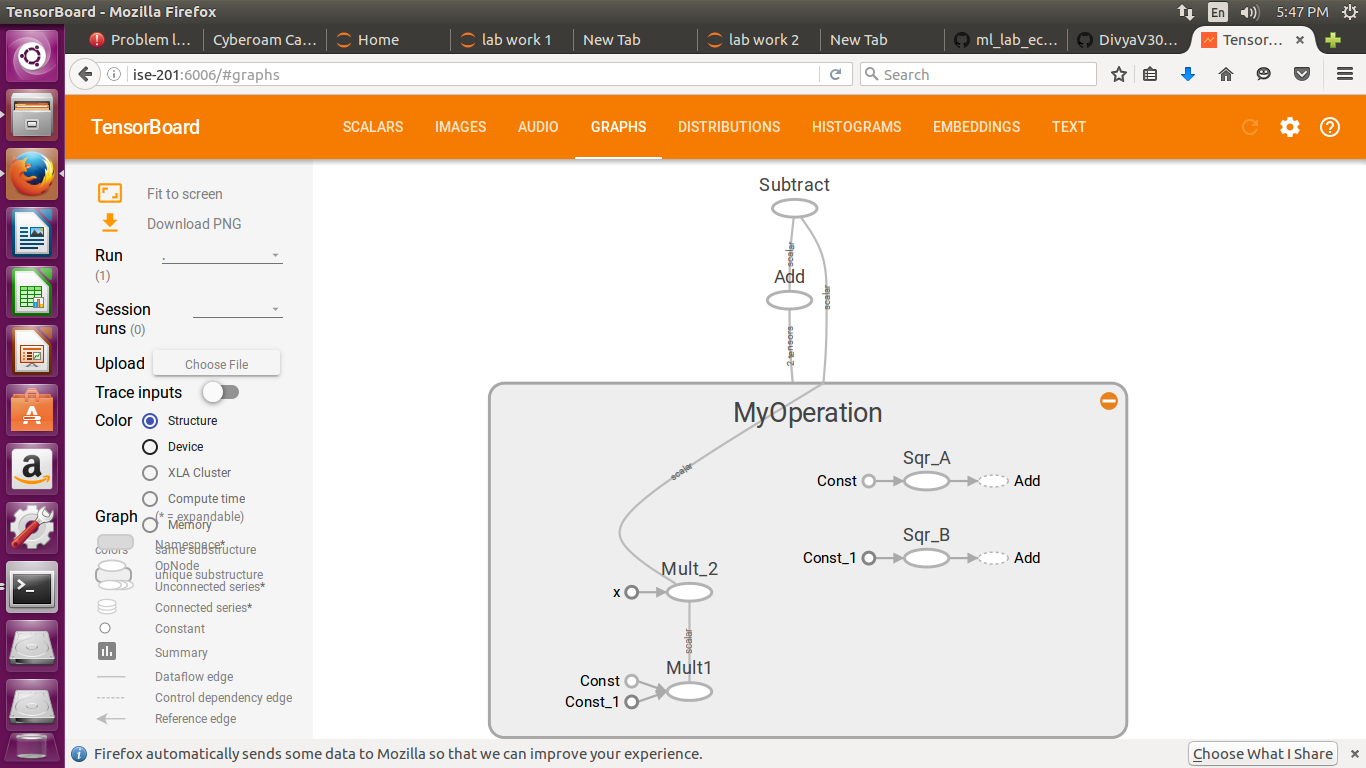 TensorBoard - Mozilla Firefox
En
5:47 PM
Problem l...
Cyberoam Ca...
Home
lab work 1
New Tab
lab work 2
New Tab
ml_lab_ec...
DivyaV30...
Tensor...
ise-201:6006/#graphs
Search
TensorBoard
SCALARS
IMAGES
AUDIO
GRAPHS
DISTRIBUTIONS
HISTOGRAMS
EMBEDDINGS
TEXT
Fit to screen
Download PNG
Run
.
(1)
Session
runs (0)
Upload
Choose File
Trace inputs
Color
Structure
Device
XLA Cluster
Compute time
Memory
Graph
(* = expandable)
Namespace*
colors
same substructure
OpNode
unique substructure
Unconnected series*
Connected series*
Constant
Summary
Dataflow edge
Control dependency edge
Reference edge
Subtract
scalar
Add
scalar
2 tensors
MyOperation
scalar
Sqr_A
Const
Add
Sqr_B
Const_1
Add
Mult_2
x
scalar
Mult1
Const
Const_1
Firefox automatically sends some data to Mozilla so that we can improve your experience.
Choose What I Share